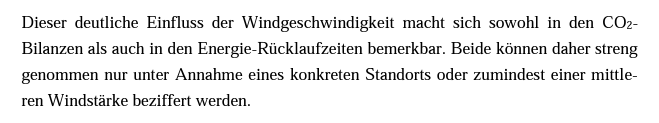 Dieser deutliche Einfluss der Windgeschwindigkeit macht sich sowohl in den CO₂-
Bilanzen als auch in den Energie-Rücklaufzeiten bemerkbar. Beide können daher streng
genommen nur unter Annahme eines konkreten Standorts oder zumindest einer mittle-
ren Windstärke beziffert werden.